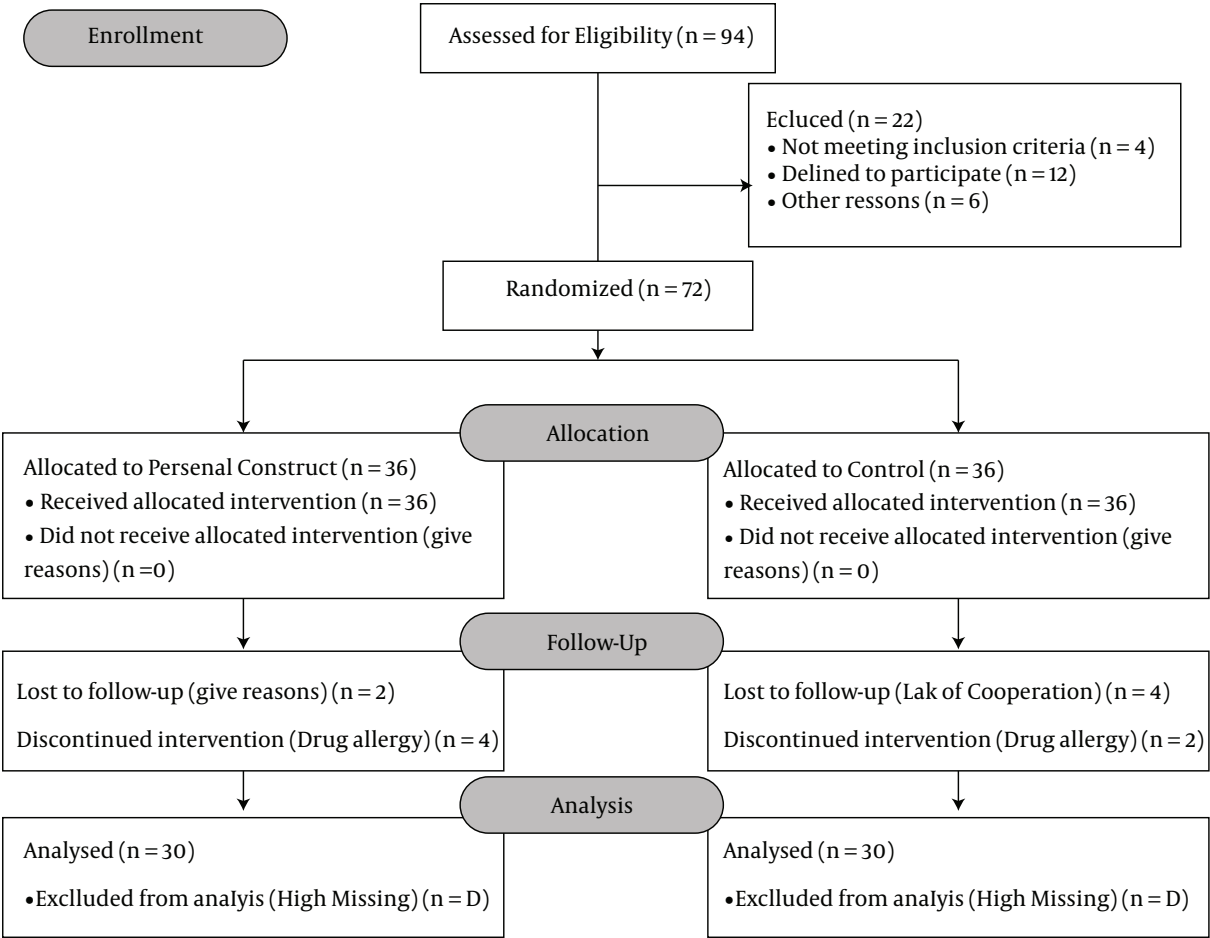 Enrollment
Assessed for Eligibility (n = 94)
Ecluced (n = 22)
• Not meeting inclusion criteria (n = 4)
• Delined to participate (n = 12)
• Other ressons (n = 6)
Randomized (n = 72)
Allocation
Allocated to Persenal Construct (n = 36)
• Received allocated intervention (n = 36)
• Did not receive allocated intervention (give
reasons) (n =0)
Allocated to Control (n = 36)
• Received allocated intervention (n = 36)
• Did not receive allocated intervention (give
reasons) (n = 0)
Follow-Up
Lost to follow-up (give reasons) (n = 2)
Discontinued intervention (Drug allergy) (n = 4)
Lost to follow-up (Lak of Cooperation) (n = 4)
Discontinued intervention (Drug allergy) (n = 2)
Analysis
Analysed (n = 30)
•Exclluded from anaIyis (High Missing) (n = D)
Analysed (n = 30)
•Exclluded from anaIyis (High Missing) (n = D)